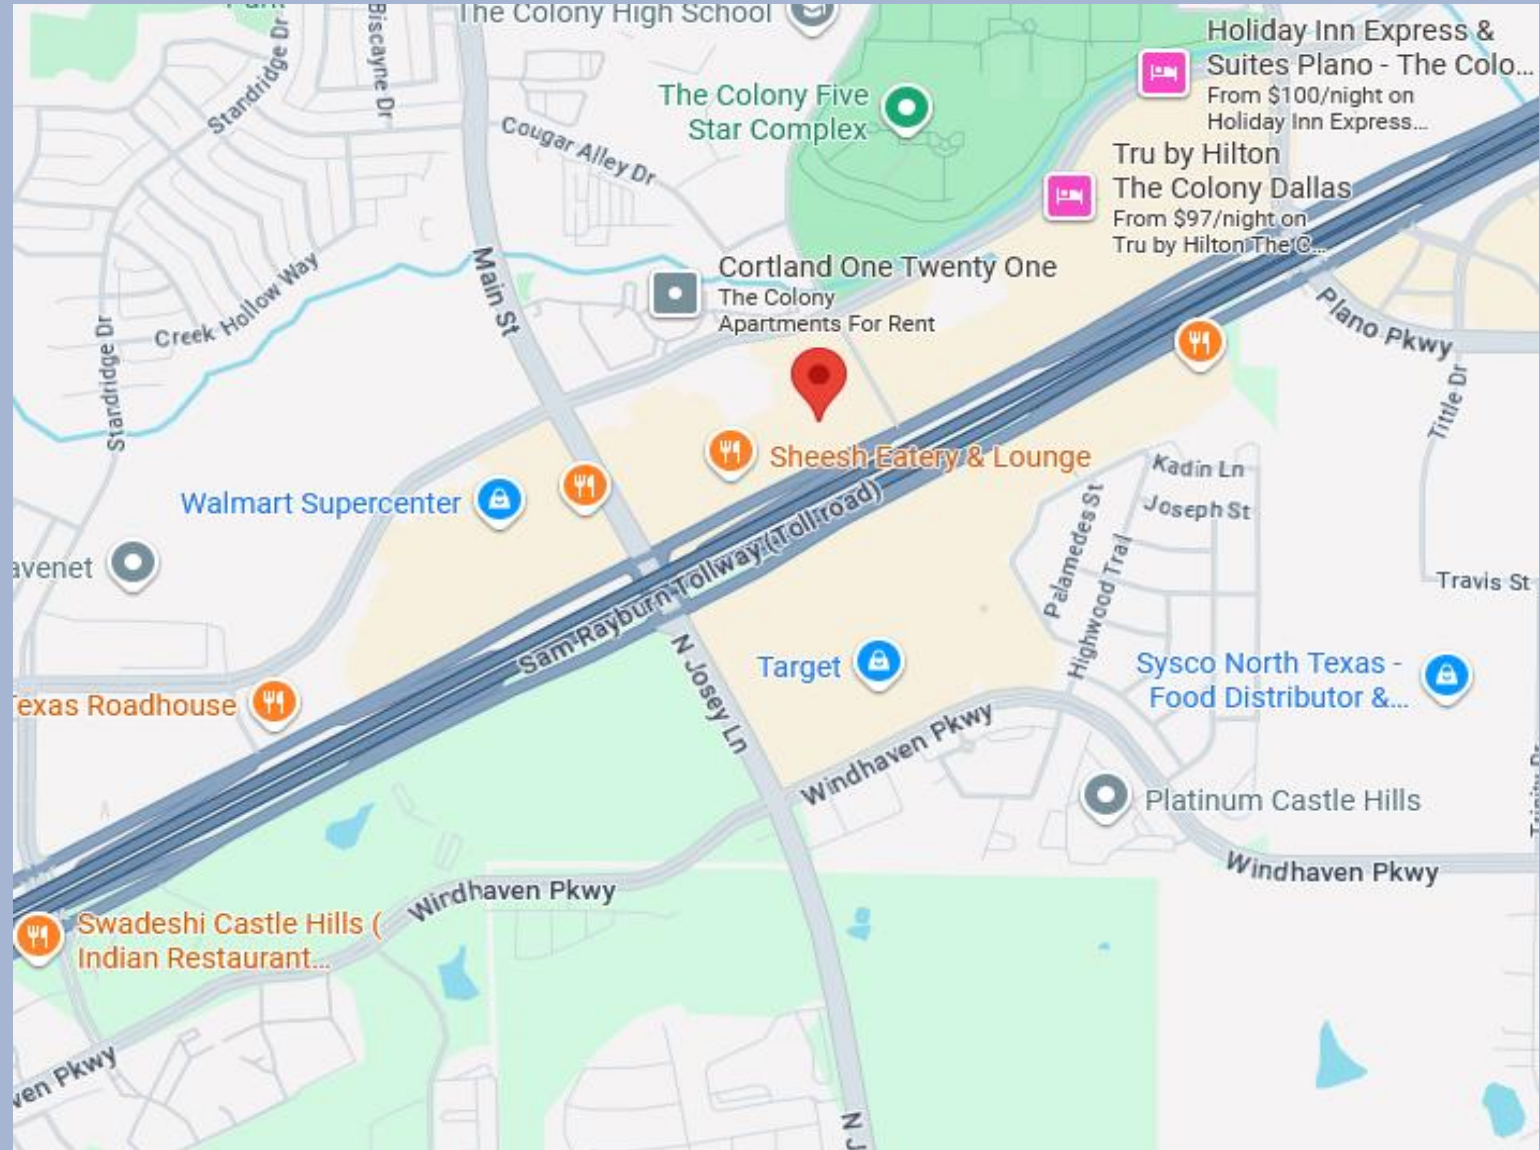 The Colony High School
Holiday Inn Express &
Suites Plano - The Colo...
From $100/night on
Holiday Inn Express...
Standridge Dr
Biscayne Dr
The Colony Five
Star Complex
Cougar Alley Dr
Tru by Hilton
The Colony Dallas
From $97/night on
Tru by Hilton The C...
Main St
Cortland One Twenty One
The Colony
Apartments For Rent
Creek Hollow Way
Standridge Dr
Plano Pkwy
Tittle Dr
Sheesh Eatery & Lounge
Kadin Ln
Joseph St
Walmart Supercenter
Palamedes St
Highwood Trail
avenet
Sam Rayburn Tollway (Toll road)
Travis St
N Josey Ln
Target
Sysco North Texas -
Food Distributor &...
exas Roadhouse
Windhaven Pkwy
Platinum Castle Hills
Windhaven Pkwy
Windhaven Pkwy
Swadeshi Castle Hills (
Indian Restaurant...
ven Pkwy
N J